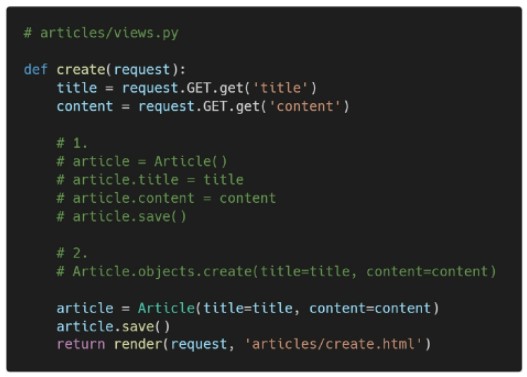 # articles/views.py
def create(request):
    title = request.GET.get('title')
    content = request.GET.get('content')
    # 1.
    # article = Article()
    # article.title = title
    # article.content = content
    # article.save()
    # 2.
    # Article.objects.create(title=title, content=content)
    article = Article(title=title, content=content)
    article.save()
    return render(request, 'articles/create.html')